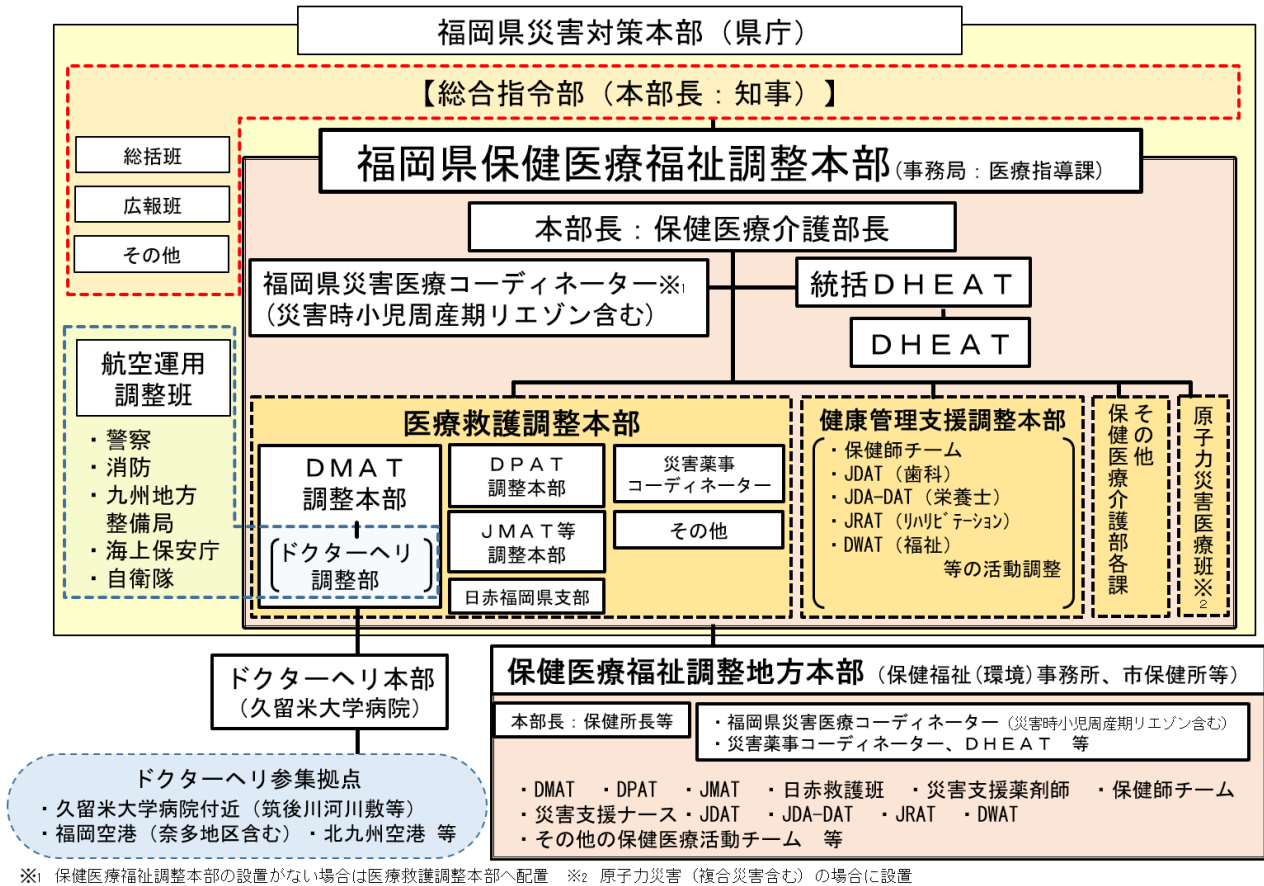 福岡県災害対策本部（県庁）
【総合指令部（本部長：知事）】
総括班
広報班
その他
福岡県保健医療福祉調整本部(事務局：医療指導課)
本部長：保健医療介護部長
福岡県災害医療コーディネーター※1
(災害時小児周産期リエゾン含む)
統括ＤＨＥＡＴ
ＤＨＥＡＴ
航空運用
調整班
・警察
・消防
・九州地方
整備局
・海上保安庁
・自衛隊
医療救護調整本部
ＤＭＡＴ
調整本部
ドクターヘリ
調整部
ＤＰＡＴ
調整本部
ＪＭＡＴ等
調整本部
日赤福岡県支部
災害薬事
コーディネーター
その他
健康管理支援調整本部
・保健師チーム
・JDAT（歯科）
・JDA-DAT（栄養士）
・JRAT（ﾘﾊﾘﾋﾞﾃｰｼｮﾝ）
・DWAT（福祉）
等の活動調整
その他
保健医療介護部各課
原子力災害医療班※2
ドクターヘリ本部
（久留米大学病院）
ドクターヘリ参集拠点
・久留米大学病院付近（筑後川河川敷等）
・福岡空港（奈多地区含む）・北九州空港 等
保健医療福祉調整地方本部（保健福祉(環境)事務所、市保健所等）
本部長：保健所長等
・福岡県災害医療コーディネーター（災害時小児周産期リエゾン含む）
・災害薬事コーディネーター、ＤＨＥＡＴ 等
・DMAT ・DPAT ・JMAT ・日赤救護班 ・災害支援薬剤師 ・保健師チーム
・災害支援ナース・JDAT ・JDA-DAT ・JRAT ・DWAT
・その他の保健医療活動チーム 等
※1 保健医療福祉調整本部の設置がない場合は医療救護調整本部へ配置 ※2 原子力災害（複合災害含む）の場合に設置